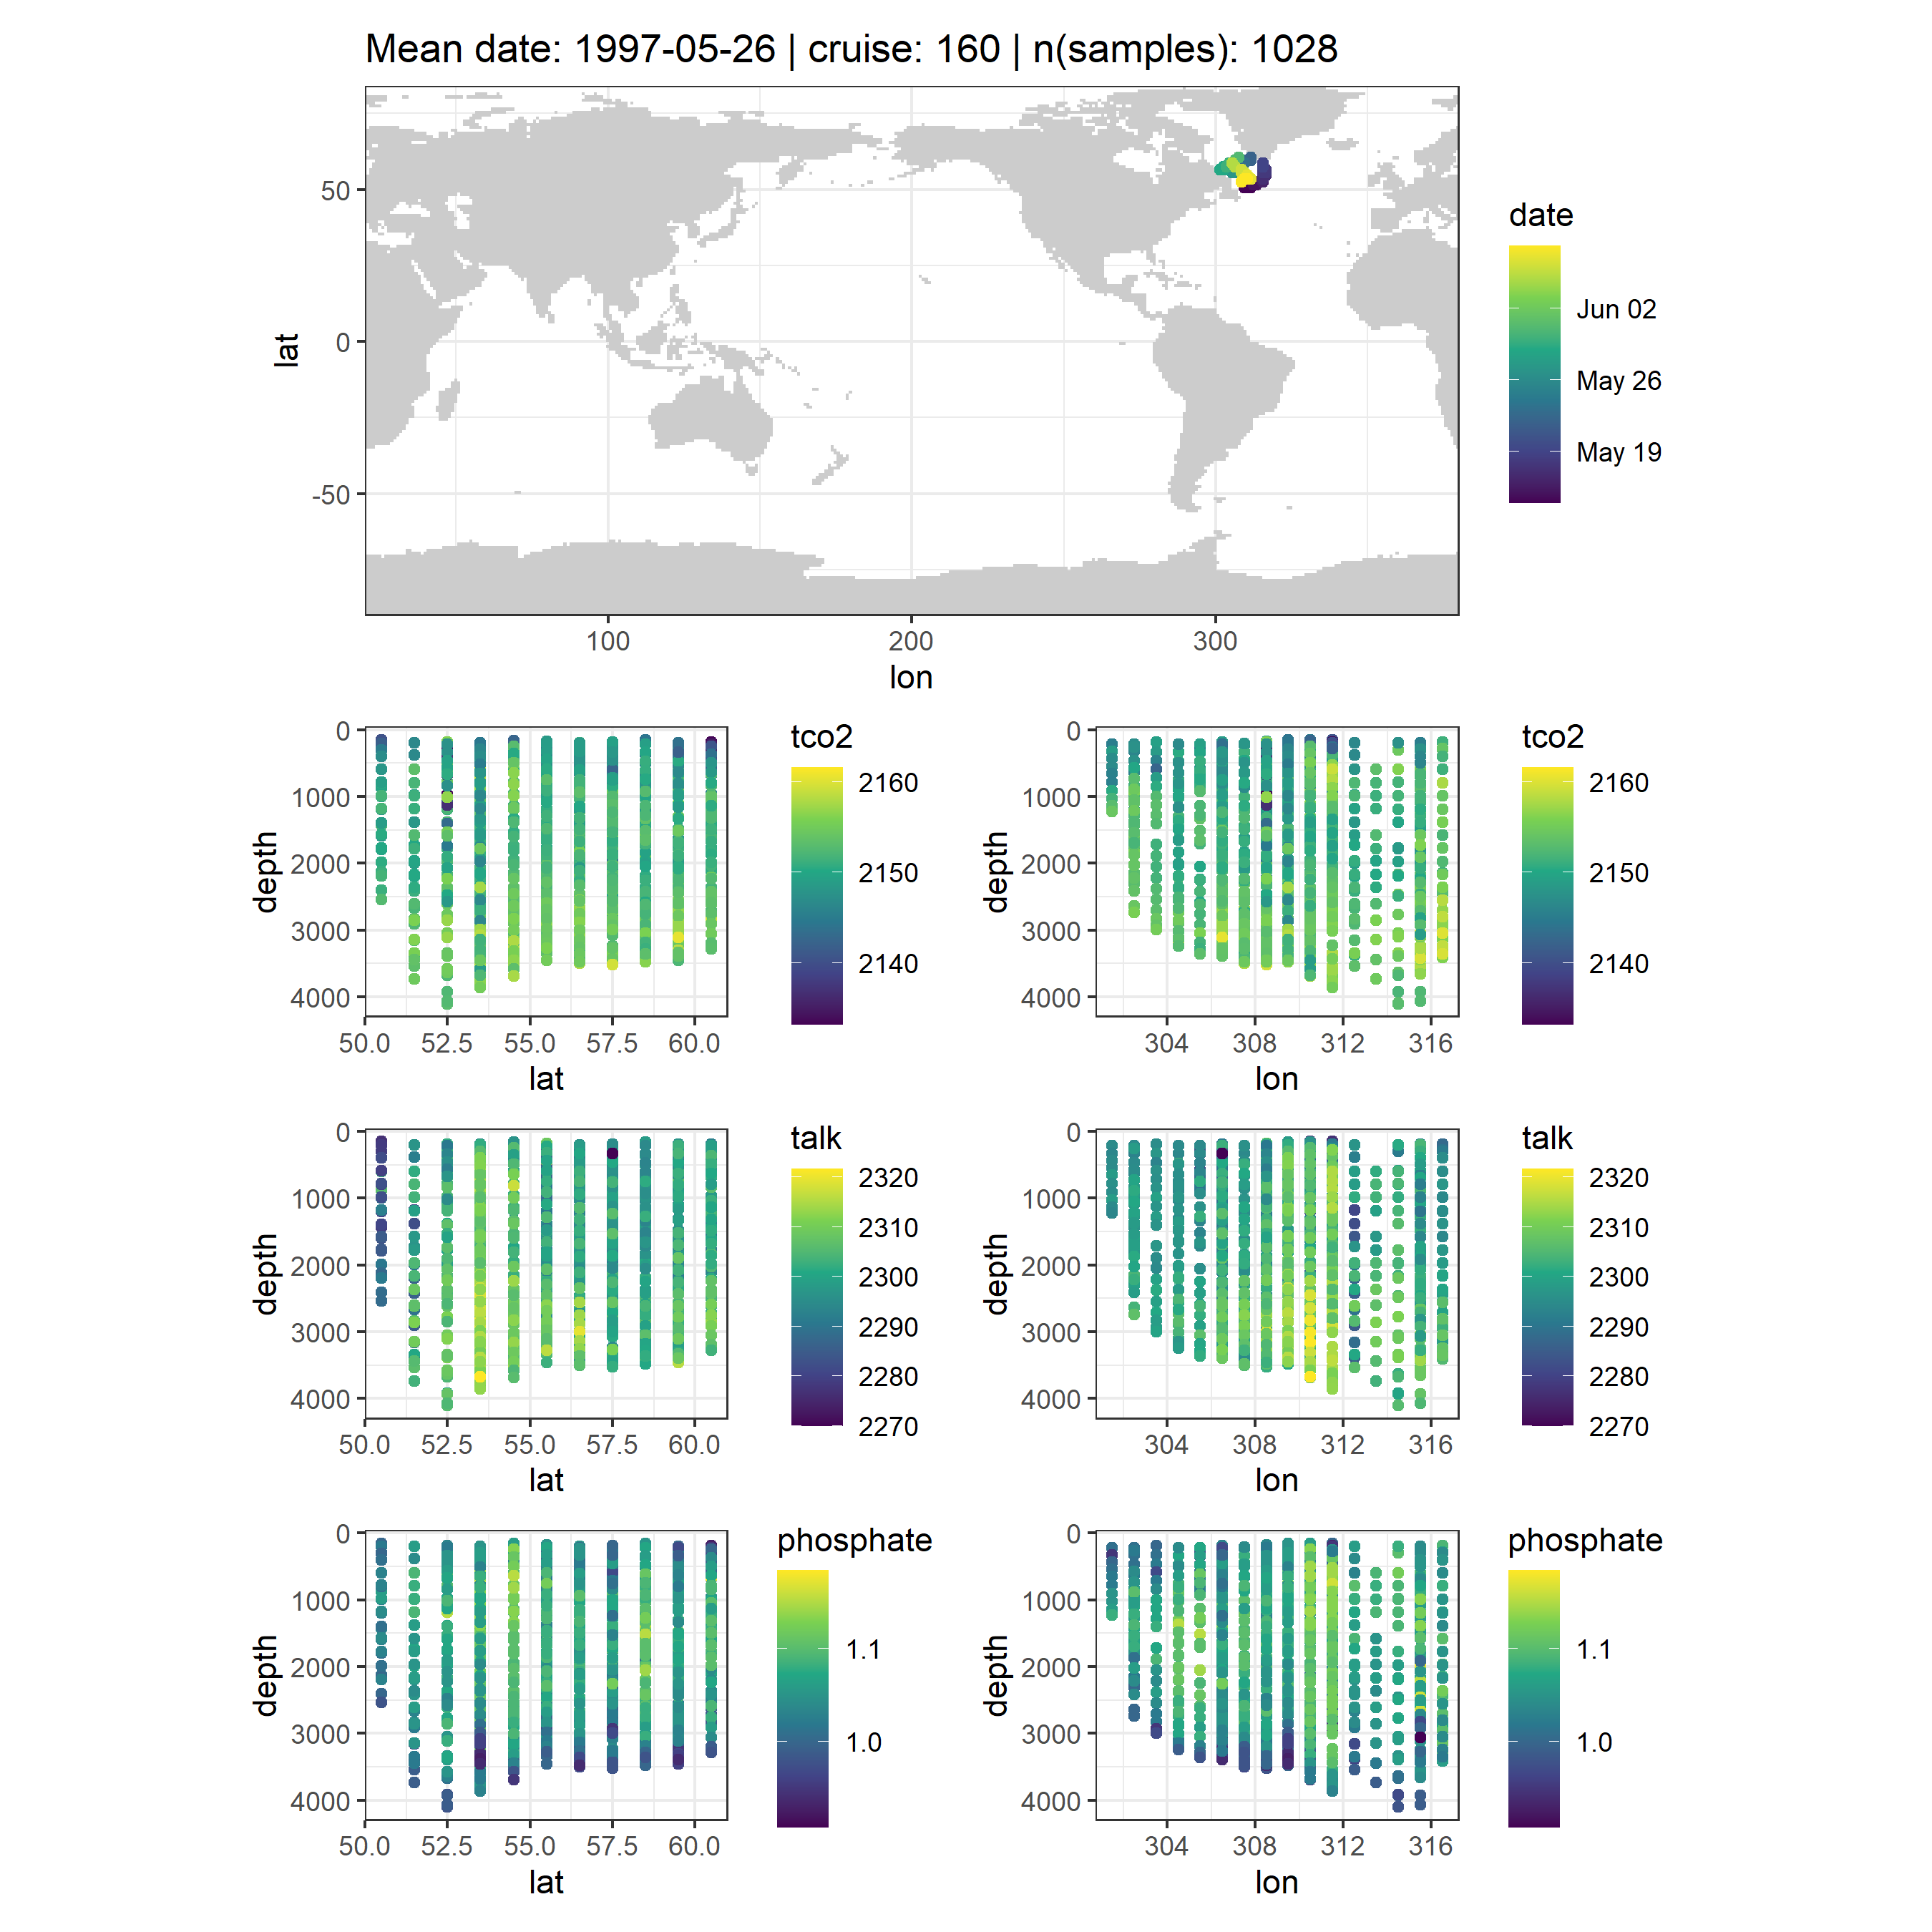 Mean date: 1997-05-26 | cruise: 160 | n(samples): 1028
lat
50
0
-50
100 200 300
lon
date
Jun 02
May 26
May 19
depth
0
1000
2000
3000
4000
50.0 52.5 55.0 57.5 60.0
lat
tco2
2160
2150
2140
depth
0
1000
2000
3000
4000
304 308 312 316
lon
tco2
2160
2150
2140
depth
0
1000
2000
3000
4000
50.0 52.5 55.0 57.5 60.0
lat
talk
2320
2310
2300
2290
2280
2270
depth
0
1000
2000
3000
4000
304 308 312 316
lon
talk
2320
2310
2300
2290
2280
2270
depth
0
1000
2000
3000
4000
50.0 52.5 55.0 57.5 60.0
lat
phosphate
1.1
1.0
depth
0
1000
2000
3000
4000
304 308 312 316
lon
phosphate
1.1
1.0